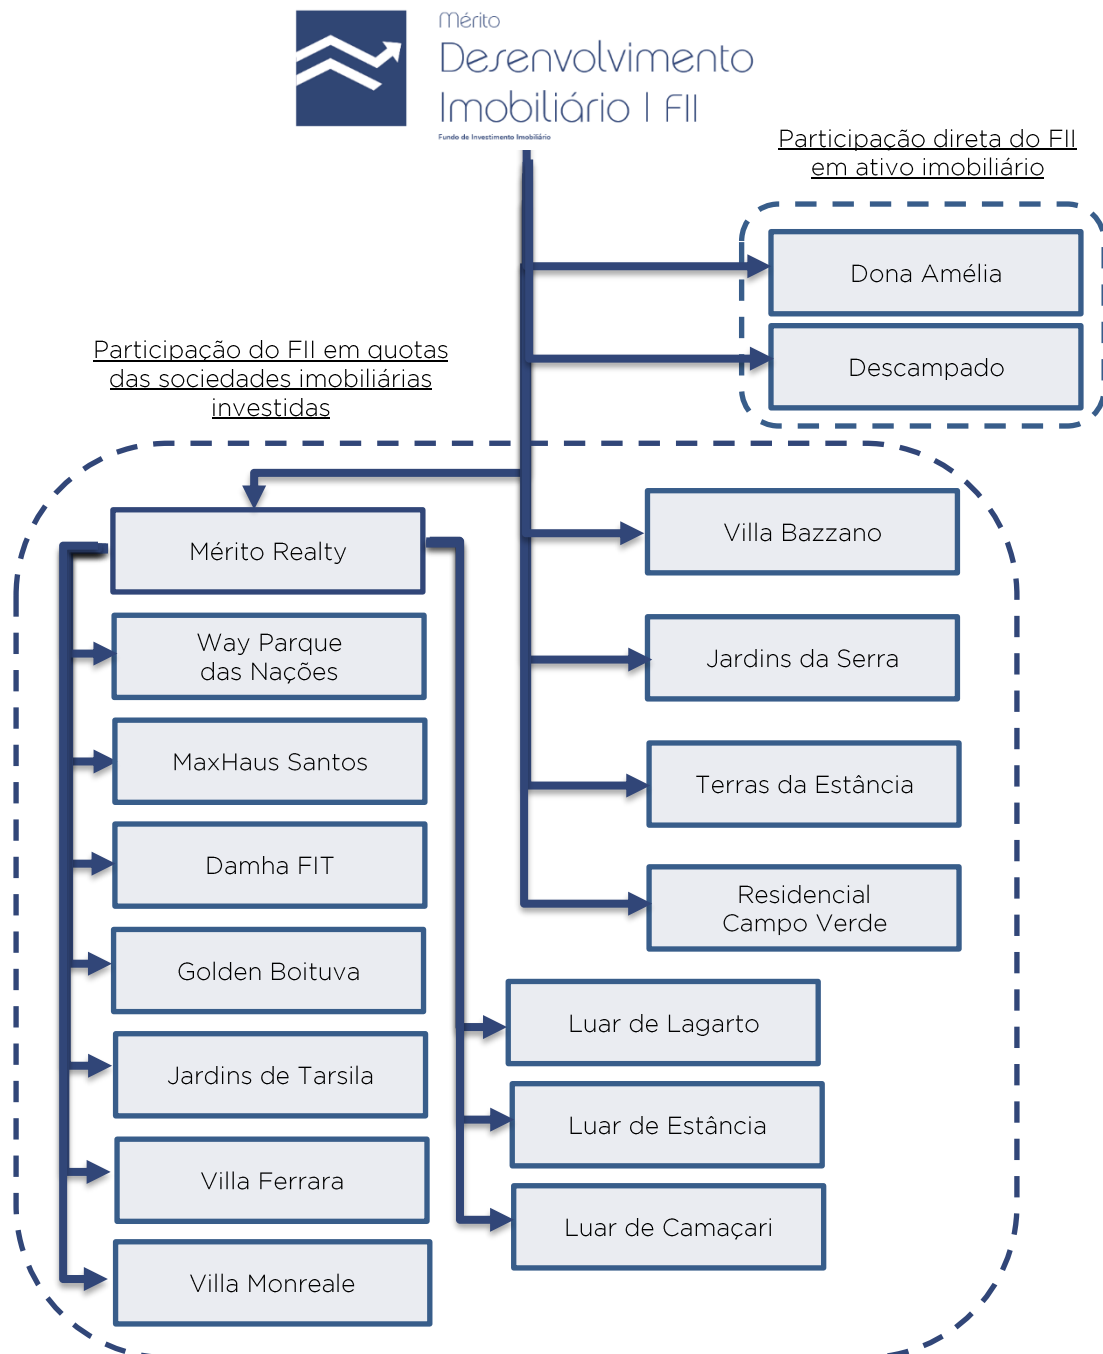 Mérito
Desenvolvimento
Imobiliário I FII
Fundo de Investimento Imobiliário
Participação direta do FII
em ativo imobiliário
Dona Amélia
Descampado
Participação do FII em quotas
das sociedades imobiliárias
investidas
Mérito Realty
Way Parque
das Nações
MaxHaus Santos
Damha FIT
Golden Boituva
Jardins de Tarsila
Villa Ferrara
Villa Monreale
Villa Bazzano
Jardins da Serra
Terras da Estância
Residencial
Campo Verde
Luar de Lagarto
Luar de Estância
Luar de Camaçari